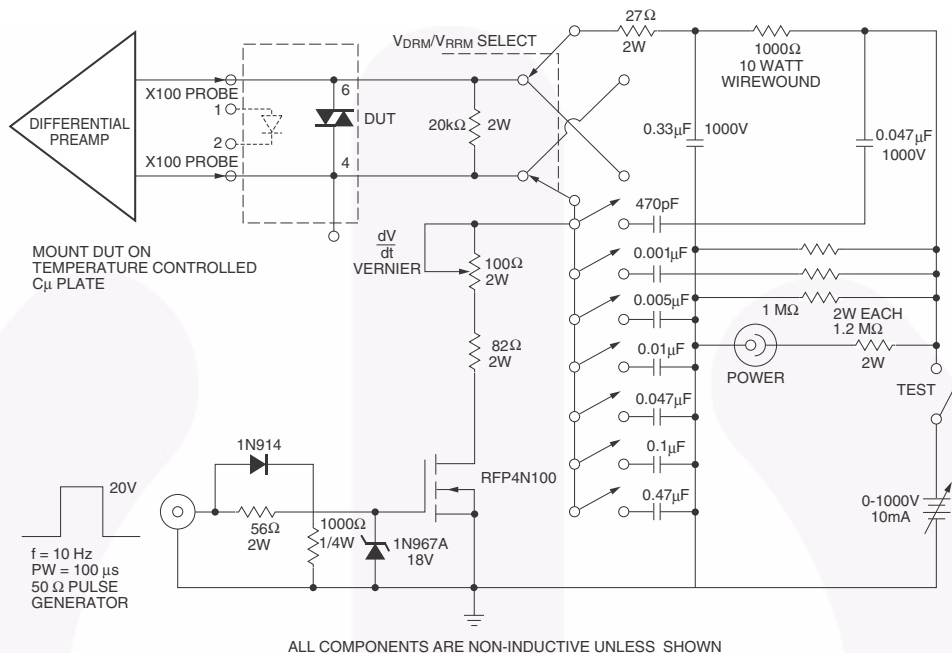 27Ω
2W
VDRM/VRRM SELECT
1000Ω
10 WATT
WIREWOUND
X100 PROBE
6
DUT
1
DIFFERENTIAL
PREAMP
20kΩ
2W
0.33μF
1000V
0.047μF
1000V
2
X100 PROBE
4
470pF
MOUNT DUT ON
TEMPERATURE CONTROLLED
Cμ PLATE
dV
dt
VERNIER
100Ω
2W
0.001μF
0.005μF
1 MΩ
2W EACH
1.2 MΩ
2W
82Ω
2W
0.01μF
POWER
TEST
0.047μF
1N914
RFP4N100
0.1μF
20V
0-1000V
10mA
0.47μF
56Ω
2W
1000Ω
1/4W
1N967A
18V
f = 10 Hz
PW = 100 μs
50 Ω PULSE
GENERATOR
ALL COMPONENTS ARE NON-INDUCTIVE UNLESS SHOWN